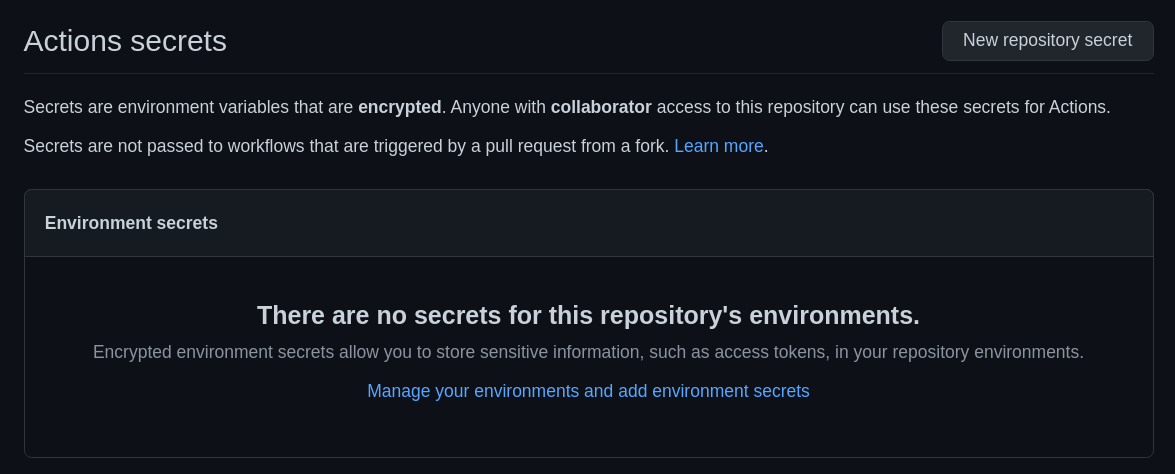 Actions secrets
New repository secret
Secrets are environment variables that are encrypted. Anyone with collaborator access to this repository can use these secrets for Actions.
Secrets are not passed to workflows that are triggered by a pull request from a fork. Learn more.
Environment secrets
There are no secrets for this repository's environments.
Encrypted environment secrets allow you to store sensitive information, such as access tokens, in your repository environments.
Manage your environments and add environment secrets